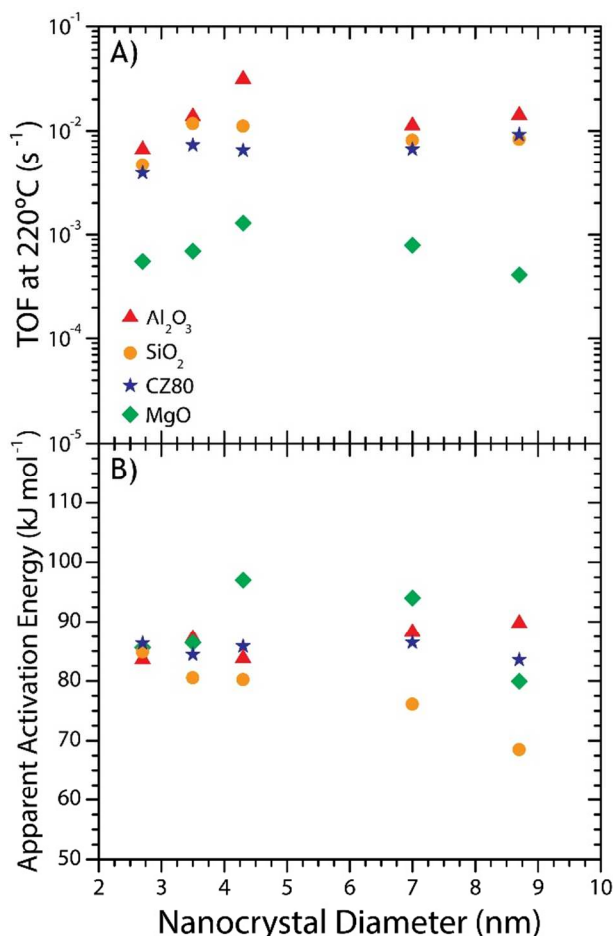 A)
10⁻¹
10⁻²
10⁻³
10⁻⁴
10⁻⁵
TOF at 220°C (s⁻¹)
Al₂O₃
SiO₂
CZ80
MgO
B)
110
100
90
80
70
60
50
Apparent Activation Energy (kJ mol⁻¹)
2 3 4 5 6 7 8 9 10
Nanocrystal Diameter (nm)